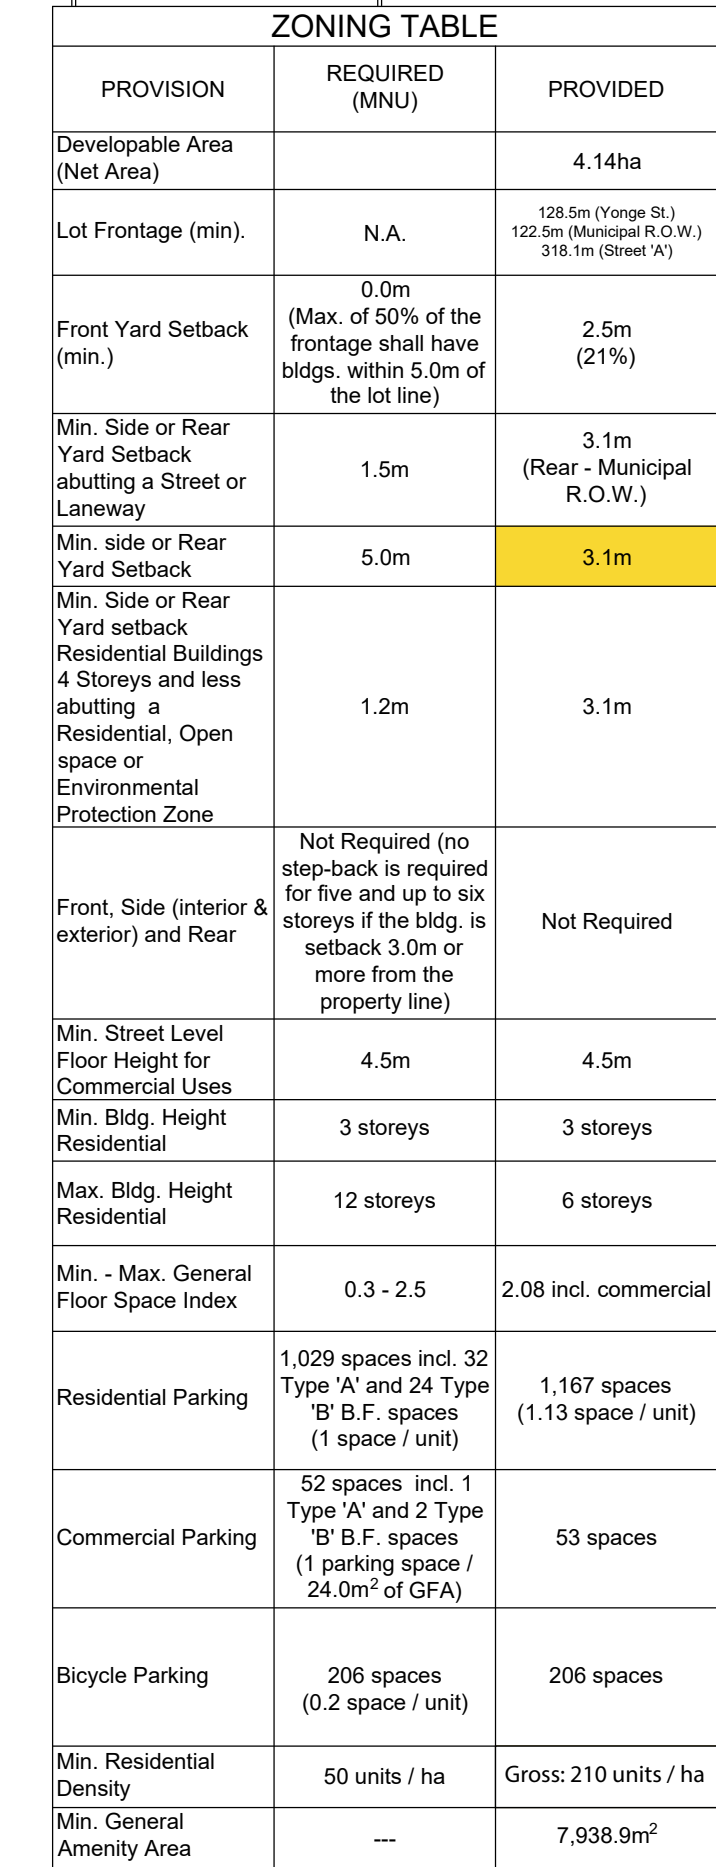 ZONING TABLE
PROVISION
REQUIRED
(MNU)
PROVIDED
Developable Area
(Net Area)
4.14ha
Lot Frontage (min).
N.A.
128.5m (Yonge St.)
122.5m (Municipal R.O.W.)
318.1m (Street 'A')
Front Yard Setback
(min.)
0.0m
(Max. of 50% of the
frontage shall have
bldgs. within 5.0m of
the lot line)
2.5m
(21%)
Min. Side or Rear
Yard Setback
abutting a Street or
Laneway
1.5m
3.1m
(Rear - Municipal
R.O.W.)
Min. side or Rear
Yard Setback
5.0m
3.1m
Min. Side or Rear
Yard setback
Residential Buildings
4 Storeys and less
abutting a
Residential, Open
space or
Environmental
Protection Zone
1.2m
3.1m
Front, Side (interior &
exterior) and Rear
Not Required (no
step-back is required
for five and up to six
storeys if the bldg. is
setback 3.0m or
more from the
property line)
Not Required
Min. Street Level
Floor Height for
Commercial Uses
4.5m
4.5m
Min. Bldg. Height
Residential
3 storeys
3 storeys
Max. Bldg. Height
Residential
12 storeys
6 storeys
Min. - Max. General
Floor Space Index
0.3 - 2.5
2.08 incl. commercial
Residential Parking
1,029 spaces incl. 32
Type 'A' and 24 Type
'B' B.F. spaces
(1 space / unit)
1,167 spaces
(1.13 space / unit)
Commercial Parking
52 spaces incl. 1
Type 'A' and 2 Type
'B' B.F. spaces
(1 parking space /
24.0m² of GFA)
53 spaces
Bicycle Parking
206 spaces
(0.2 space / unit)
206 spaces
Min. Residential
Density
50 units / ha
Gross: 210 units / ha
Min. General
Amenity Area
---
7,938.9m²